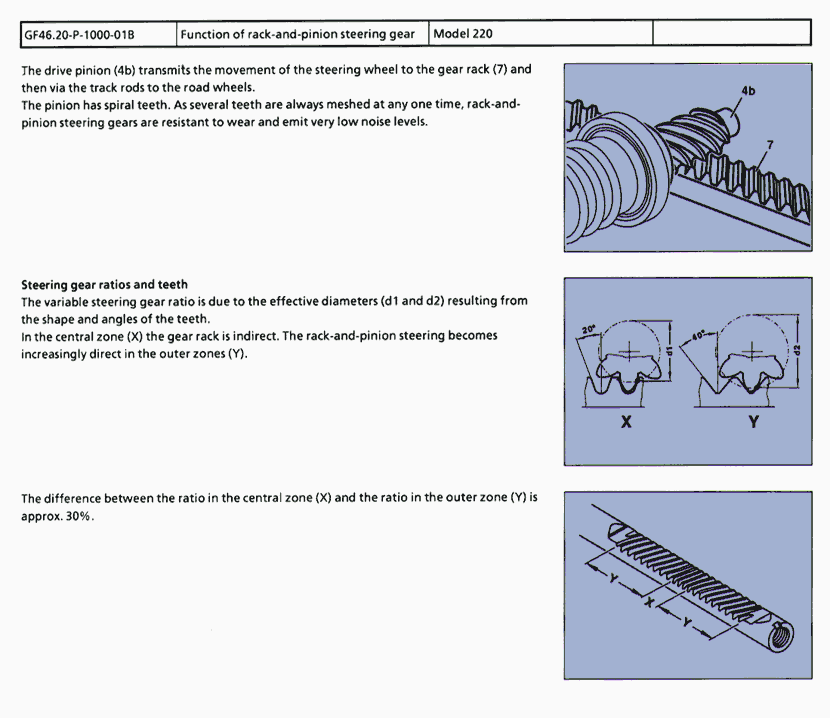 GF46.20-P-1000-01B
Function of rack-and-pinion steering gear
Model 220
The drive pinion (4b) transmits the movement of the steering wheel to the gear rack (7) and
then via the track rods to the road wheels.
The pinion has spiral teeth. As several teeth are always meshed at any one time, rack-and-
pinion steering gears are resistant to wear and emit very low noise levels.
4b
7
Steering gear ratios and teeth
The variable steering gear ratio is due to the effective diameters (d1 and d2) resulting from
the shape and angles of the teeth.
In the central zone (X) the gear rack is indirect. The rack-and-pinion steering becomes
increasingly direct in the outer zones (Y).
20°
d1
40°
d2
X
Y
The difference between the ratio in the central zone (X) and the ratio in the outer zone (Y) is
approx. 30%.
Y
X
Y